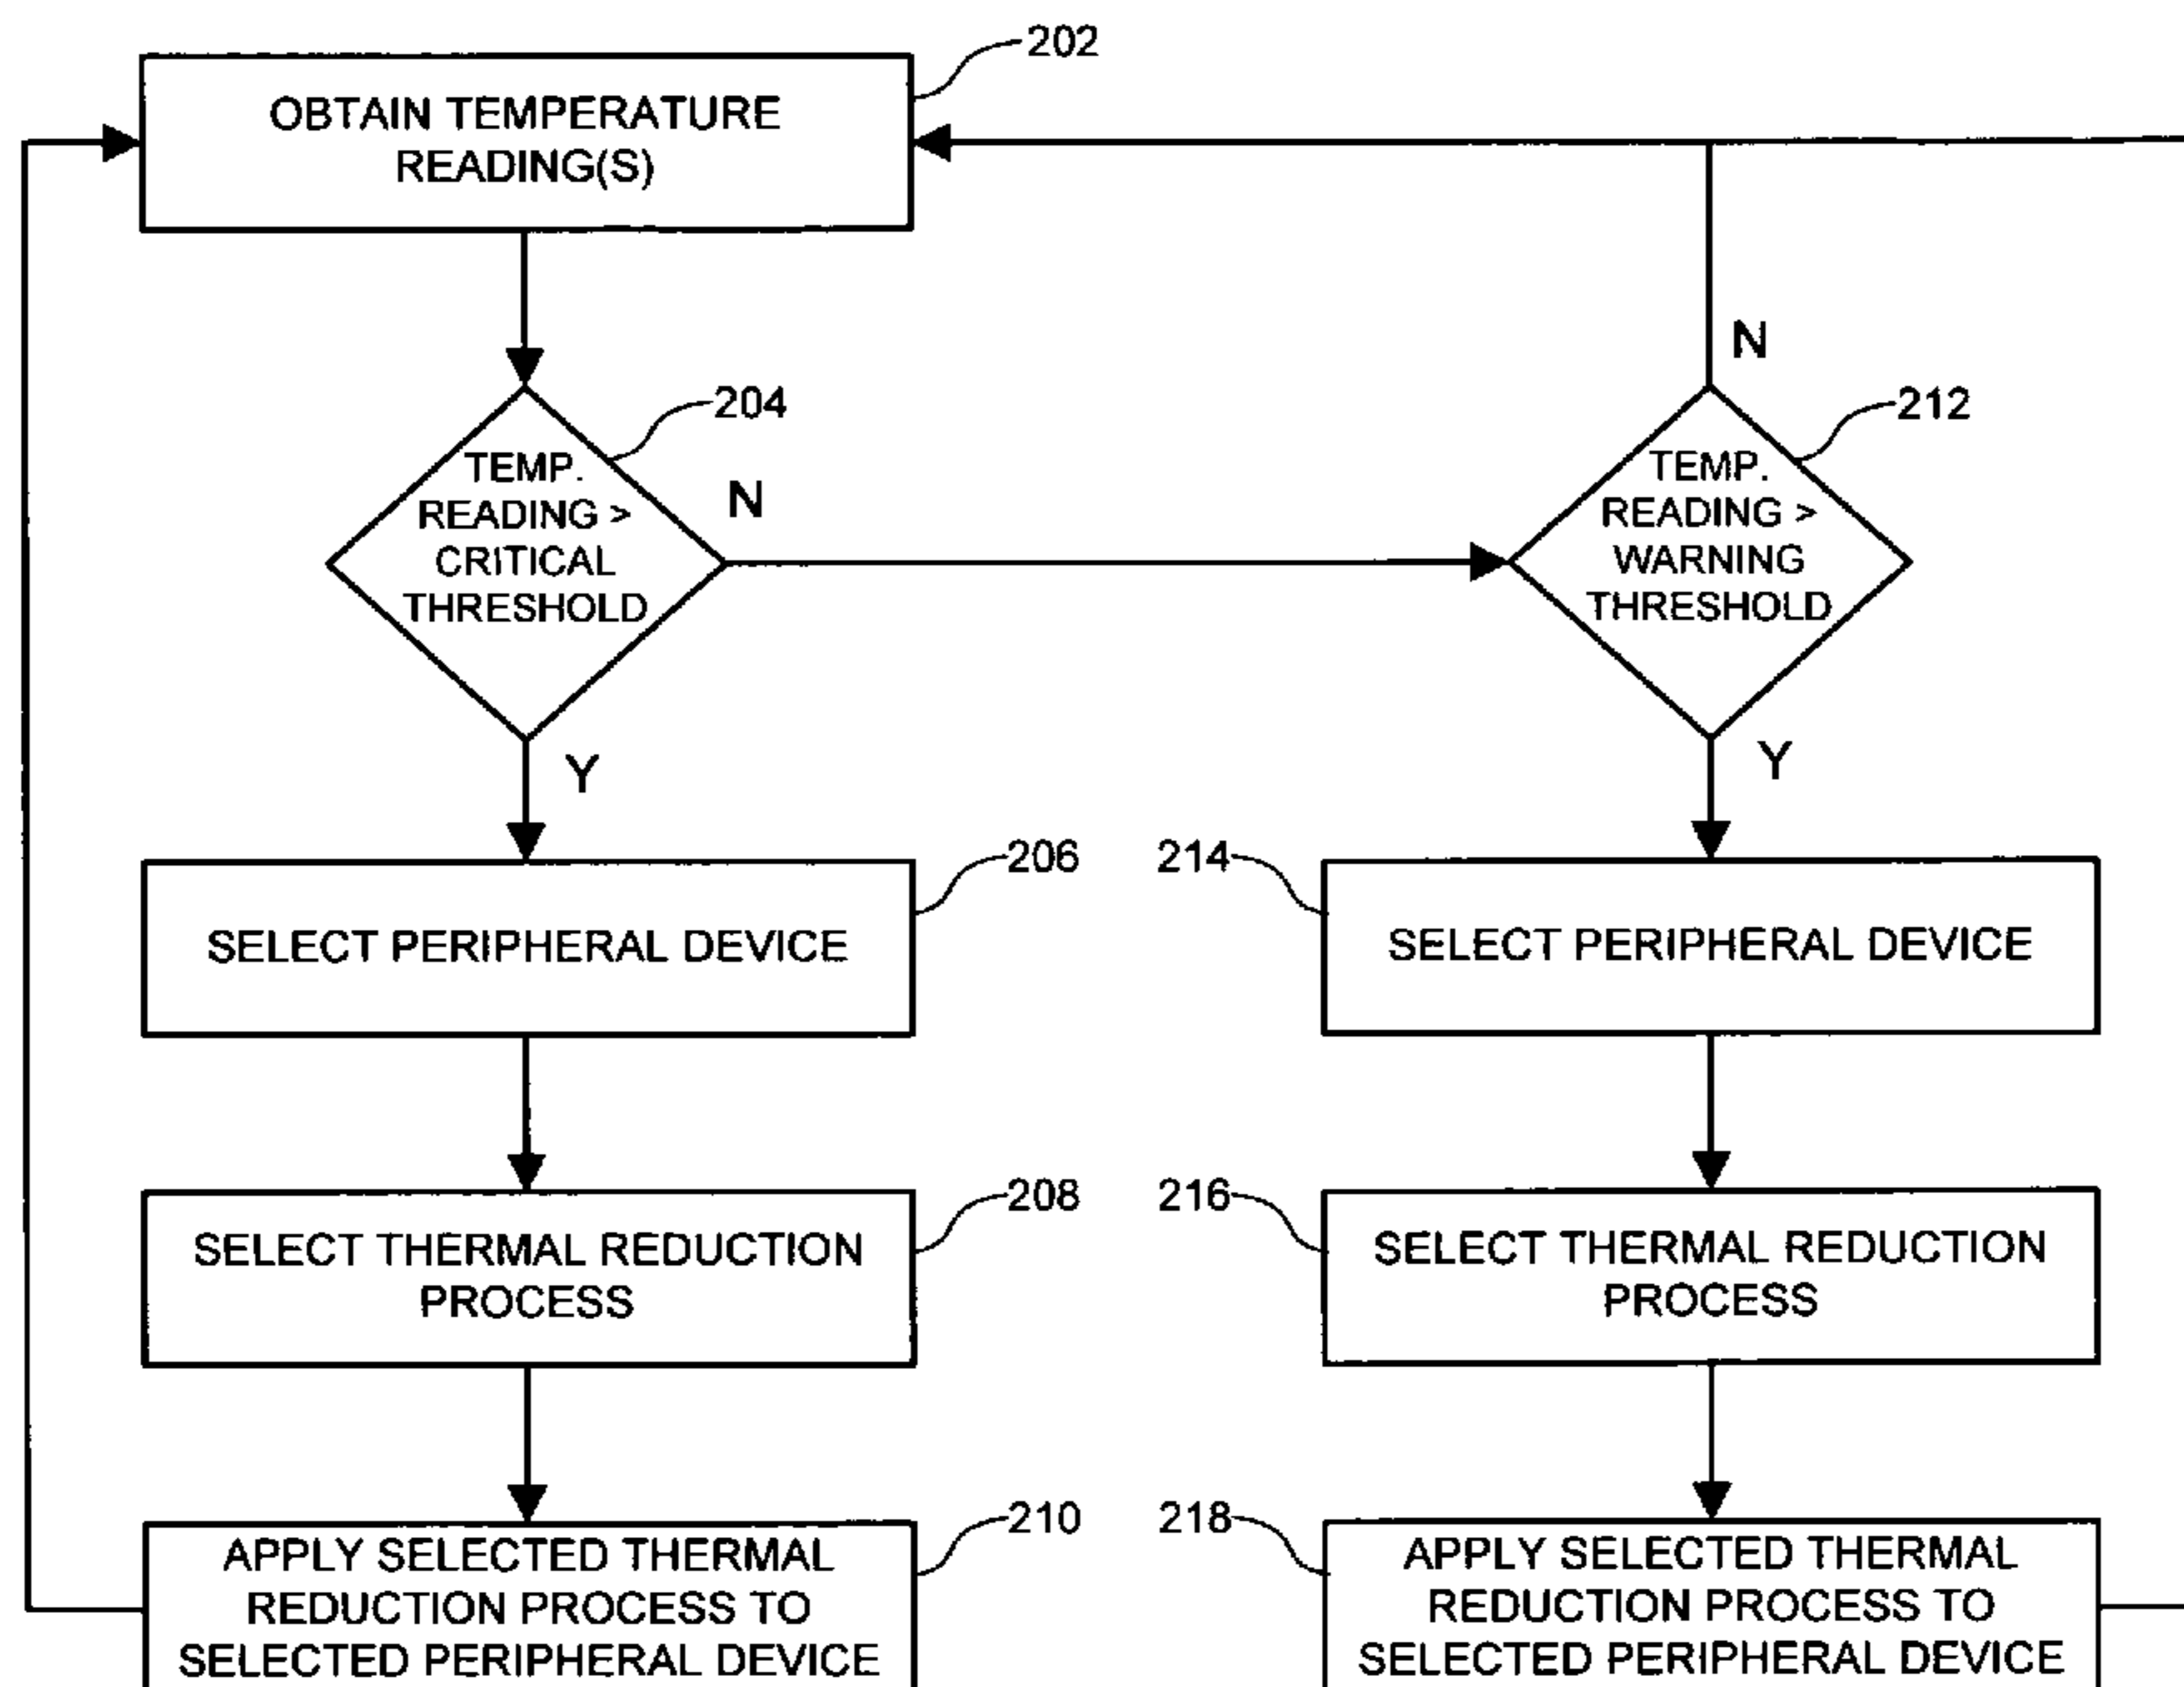 202
OBTAIN TEMPERATURE
READING(S)
204
TEMP.
READING >
CRITICAL
THRESHOLD
N
Y
212
TEMP.
READING >
WARNING
THRESHOLD
N
Y
206
SELECT PERIPHERAL DEVICE
214
SELECT PERIPHERAL DEVICE
208
SELECT THERMAL REDUCTION
PROCESS
216
SELECT THERMAL REDUCTION
PROCESS
210
APPLY SELECTED THERMAL
REDUCTION PROCESS TO
SELECTED PERIPHERAL DEVICE
218
APPLY SELECTED THERMAL
REDUCTION PROCESS TO
SELECTED PERIPHERAL DEVICE